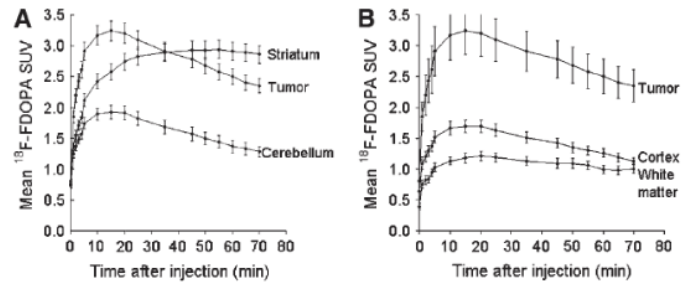 A
Mean 18F-FDOPA SUV
3.5
3.0
2.5
2.0
1.5
1.0
0.5
0.0
Striatum
Tumor
Cerebellum
0 10 20 30 40 50 60 70 80
Time after injection (min)
B
Mean 18F-FDOPA SUV
3.5
3.0
2.5
2.0
1.5
1.0
0.5
0.0
Tumor
Cortex
White
matter
0 10 20 30 40 50 60 70 80
Time after injection (min)